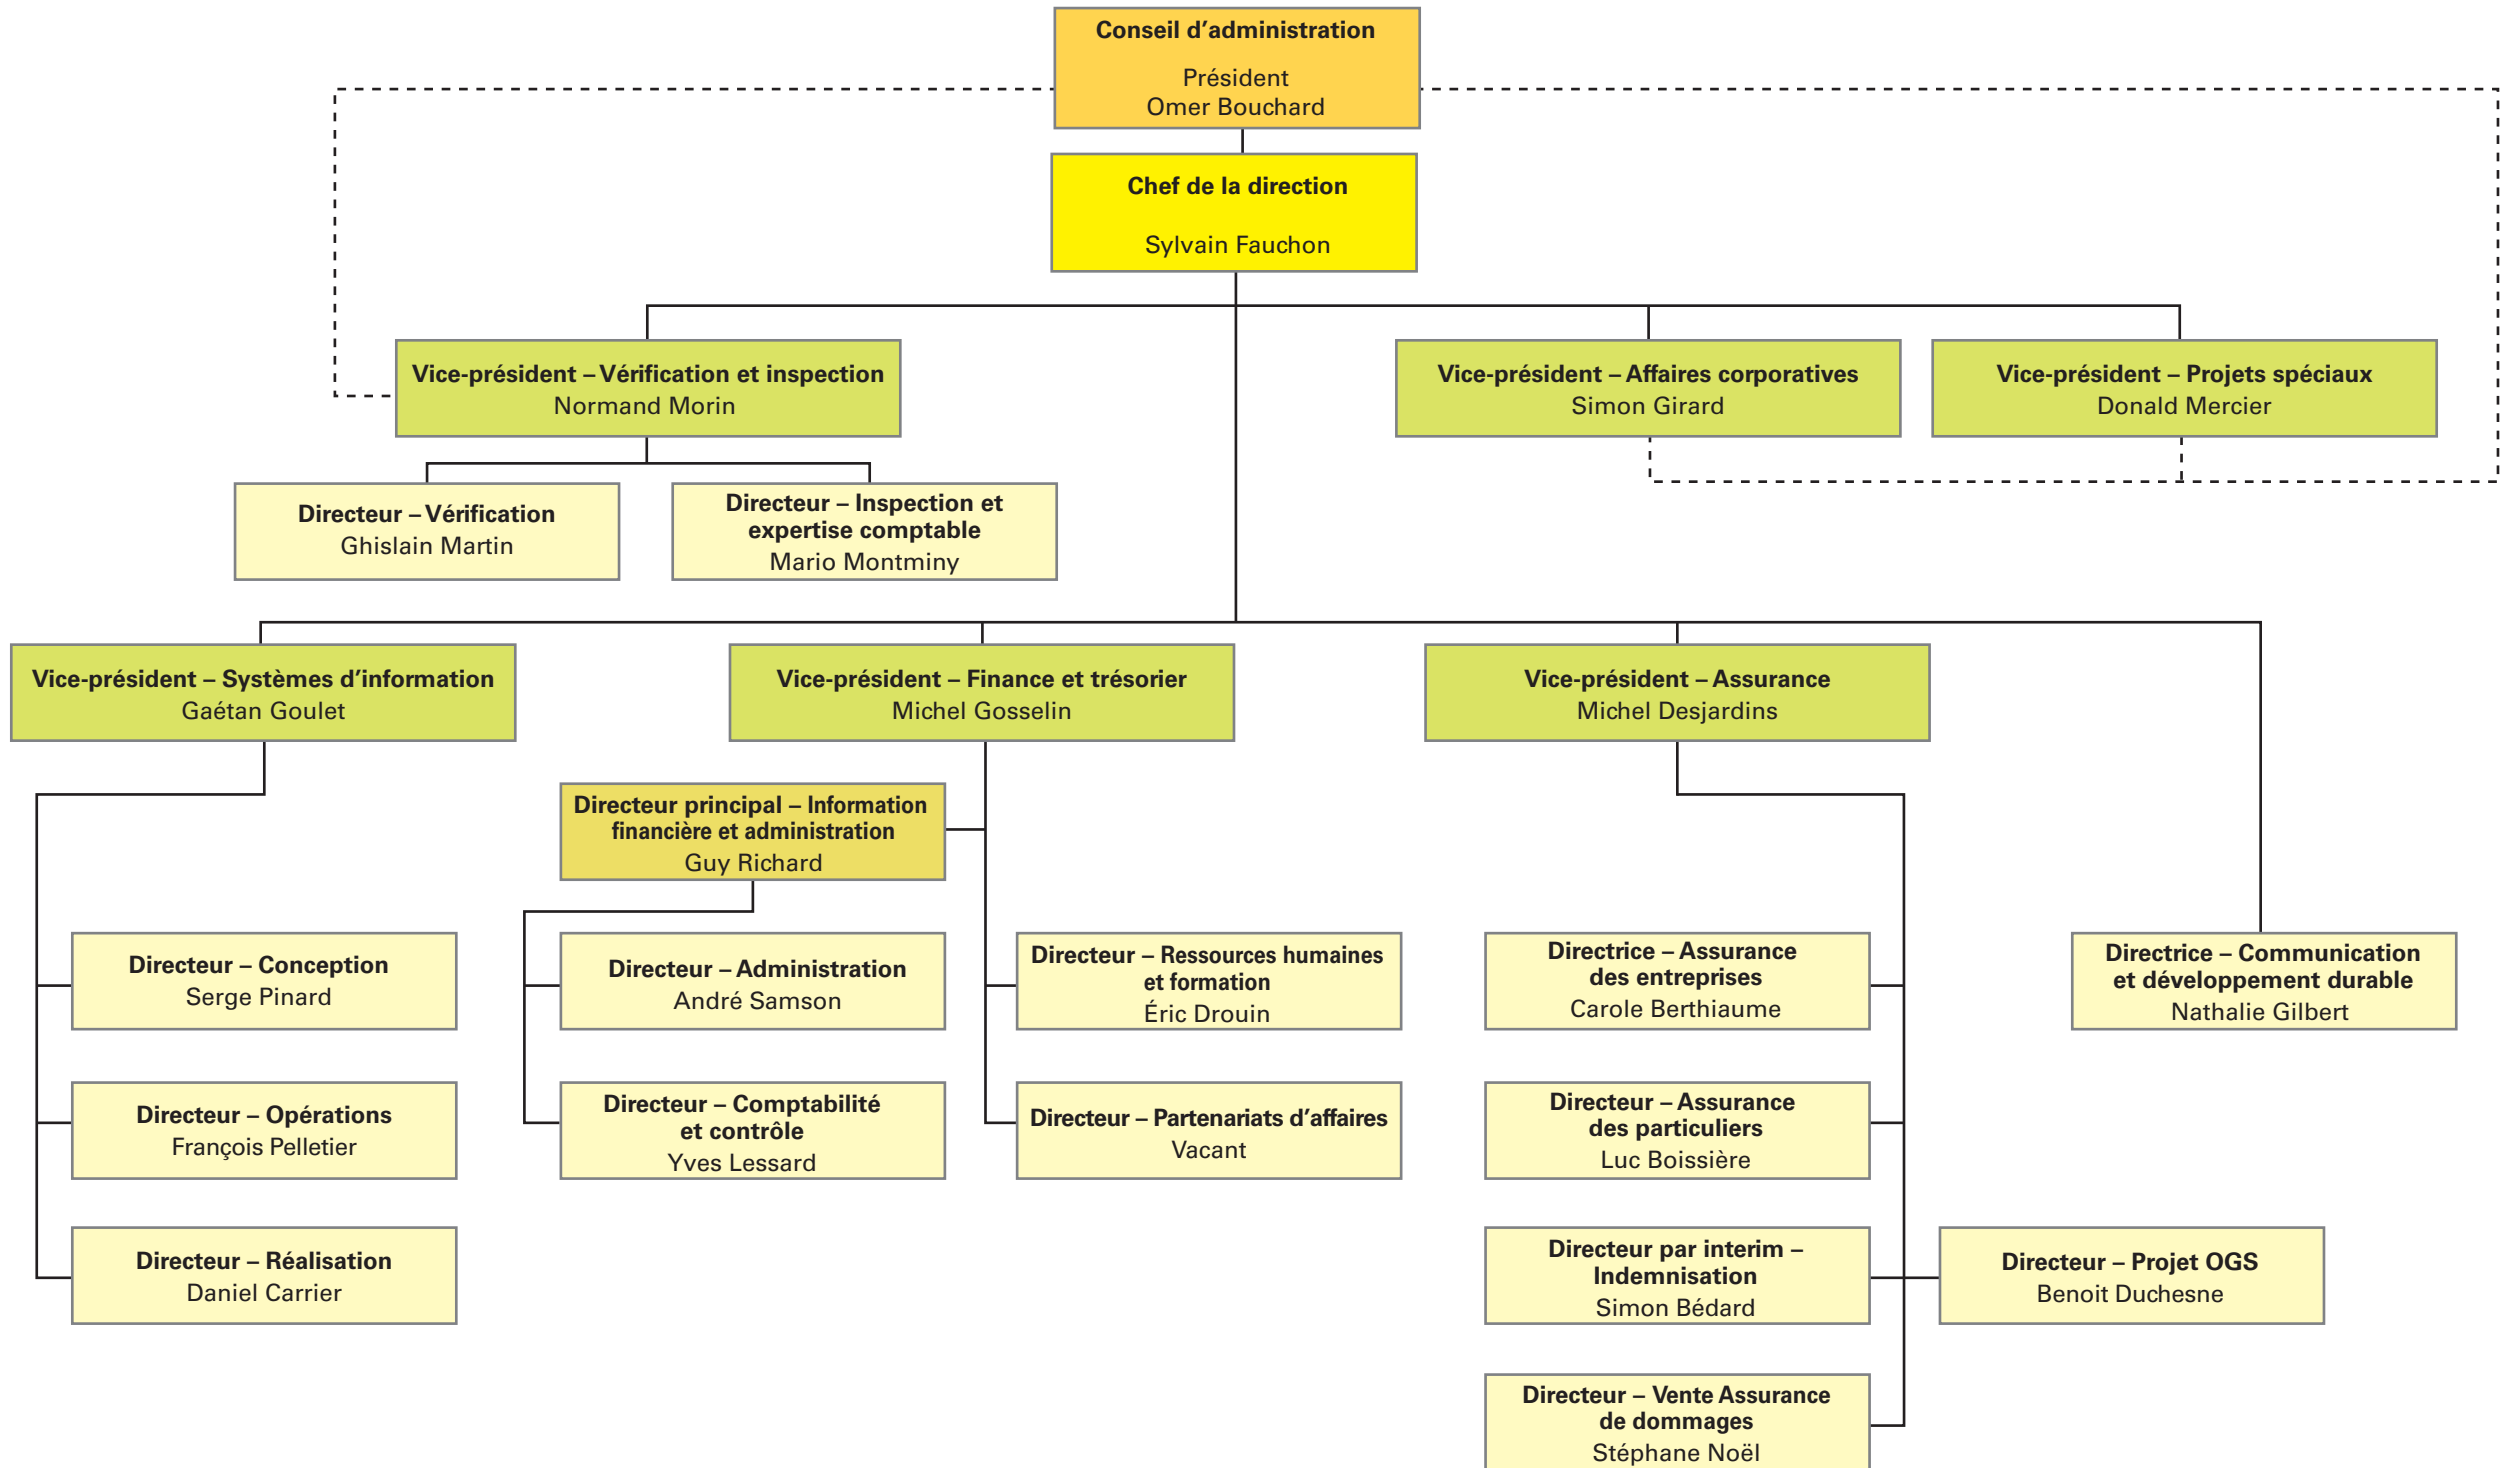 Conseil d'administration
Président
Omer Bouchard
Chef de la direction
Sylvain Fauchon
Vice-président – Vérification et inspection
Normand Morin
Vice-président – Affaires corporatives
Simon Girard
Vice-président – Projets spéciaux
Donald Mercier
Directeur – Vérification
Ghislain Martin
Directeur – Inspection et
expertise comptable
Mario Montminy
Vice-président – Systèmes d'information
Gaétan Goulet
Vice-président – Finance et trésorier
Michel Gosselin
Vice-président – Assurance
Michel Desjardins
Directeur principal – Information
financière et administration
Guy Richard
Directeur – Conception
Serge Pinard
Directeur – Administration
André Samson
Directeur – Ressources humaines
et formation
Éric Drouin
Directrice – Assurance
des entreprises
Carole Berthiaume
Directrice – Communication
et développement durable
Nathalie Gilbert
Directeur – Opérations
François Pelletier
Directeur – Comptabilité
et contrôle
Yves Lessard
Directeur – Partenariats d'affaires
Vacant
Directeur – Assurance
des particuliers
Luc Boissière
Directeur – Réalisation
Daniel Carrier
Directeur par interim –
Indemnisation
Simon Bédard
Directeur – Projet OGS
Benoit Duchesne
Directeur – Vente Assurance
de dommages
Stéphane Noël